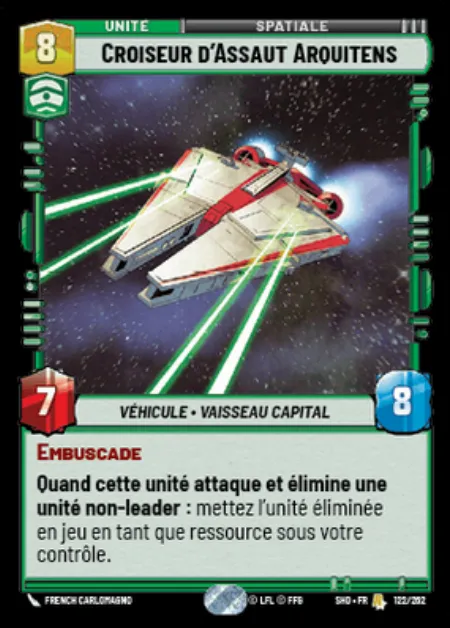 UNITÉ
SPATIALE
8
CROISEUR D'ASSAUT ARQUITENS
7
VÉHICULE • VAISSEAU CAPITAL
8
EMBUSCADE
Quand cette unité attaque et élimine une
unité non-leader : mettez l'unité éliminée
en jeu en tant que ressource sous votre
contrôle.
FRENCH CARLOMAGNO
© LFL © FFG
SHD • FR
122/262